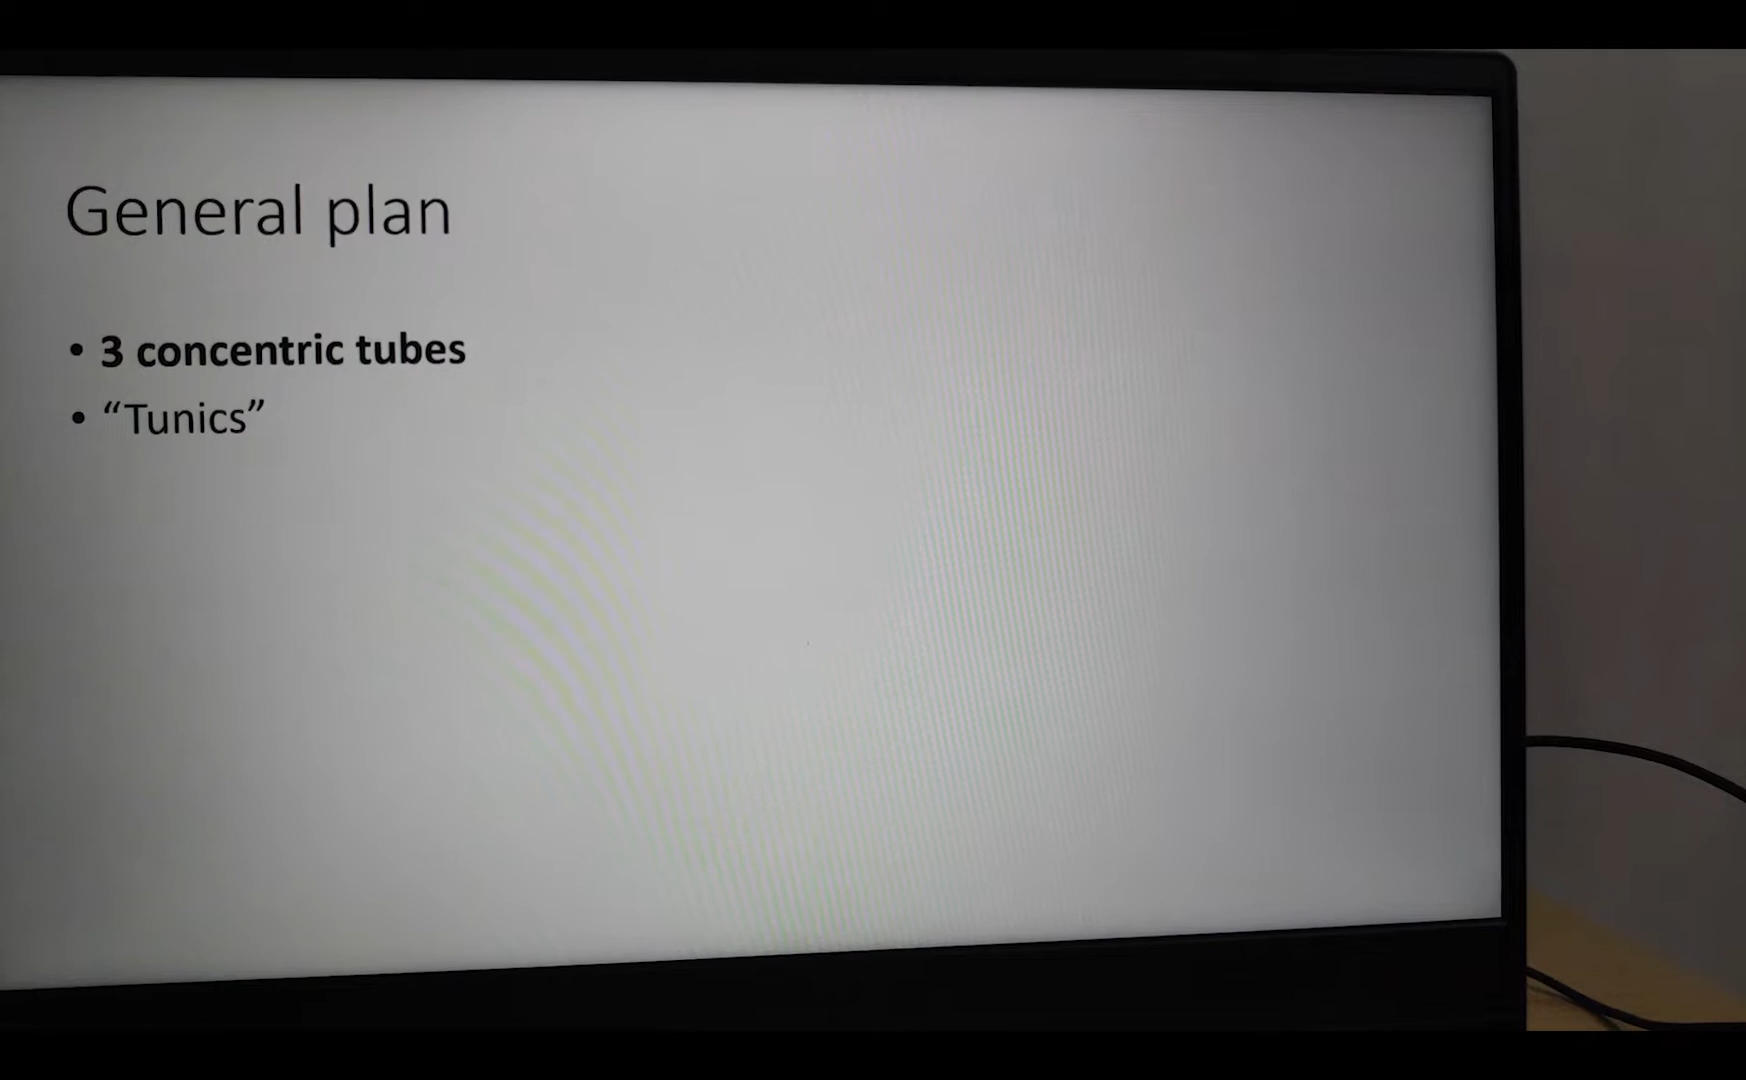 General plan
• 3 concentric tubes
• “Tunics”